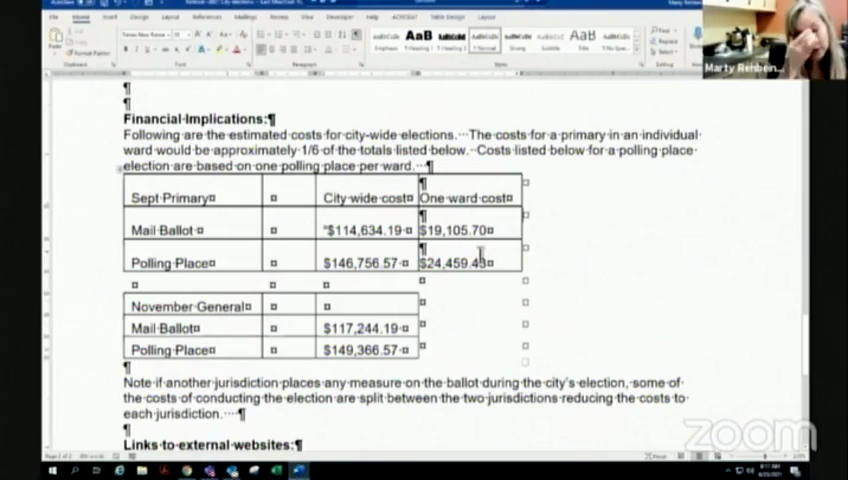 Marty Rehbein...
Financial Implications:¶
Following are the estimated costs for city-wide elections. The costs for a primary in an individual
ward would be approximately 1/6 of the totals listed below. Costs listed below for a polling place
election are based on one polling place per ward. ¶
Sept Primary¤ ¤ City wide cost¤ One ward cost¤
Mail Ballot ¤ ¤ *$114,634.19 ¤ $19,105.70¤
Polling Place¤ ¤ $146,756.57 ¤ $24,459.43¤
November General¤ ¤ ¤
Mail Ballot¤ ¤ $117,244.19 ¤
Polling Place¤ ¤ $149,366.57 ¤
Note if another jurisdiction places any measure on the ballot during the city's election, some of
the costs of conducting the election are split between the two jurisdictions reducing the costs to
each jurisdiction. ¶
Links to external websites:¶
zoom